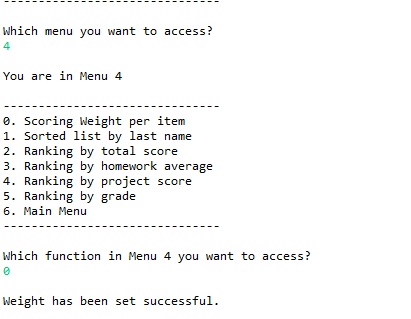 -------------------------------
Which menu you want to access?
4
You are in Menu 4
-------------------------------
0. Scoring Weight per item
1. Sorted list by last name
2. Ranking by total score
3. Ranking by homework average
4. Ranking by project score
5. Ranking by grade
6. Main Menu
-------------------------------
Which function in Menu 4 you want to access?
0
Weight has been set successful.